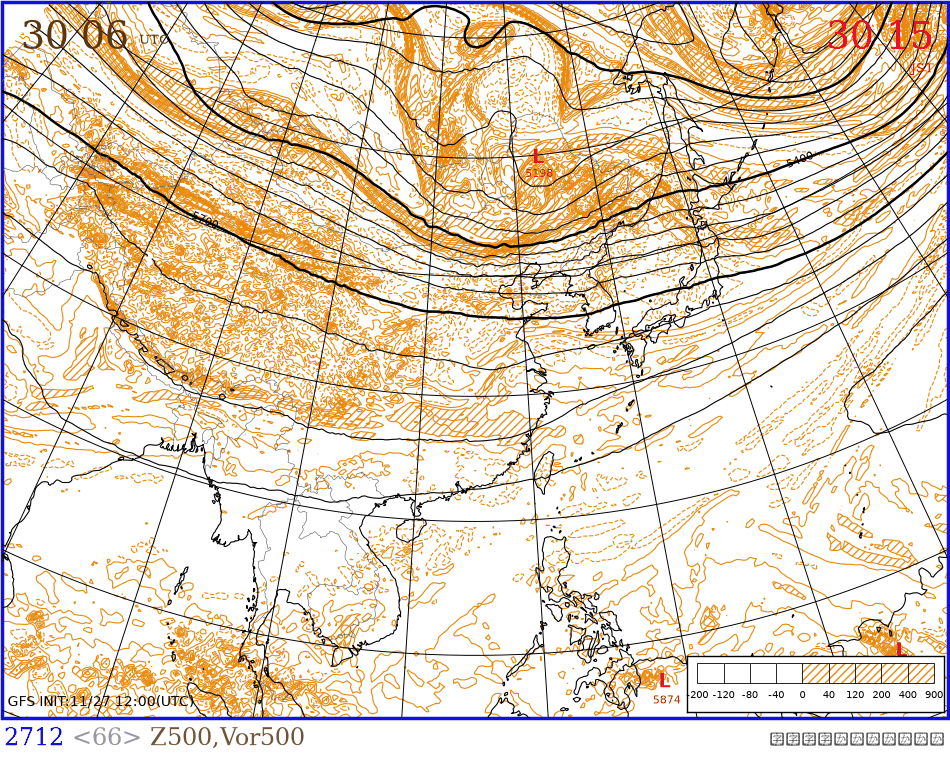 30 06 UTC
30 15
JST
5400
L
5198
5700
L
L
5874
-200 -120 -80 -40 0 40 120 200 400 900
GFS INIT:11/27 12:00(UTC)
2712 <66> Z500,Vor500